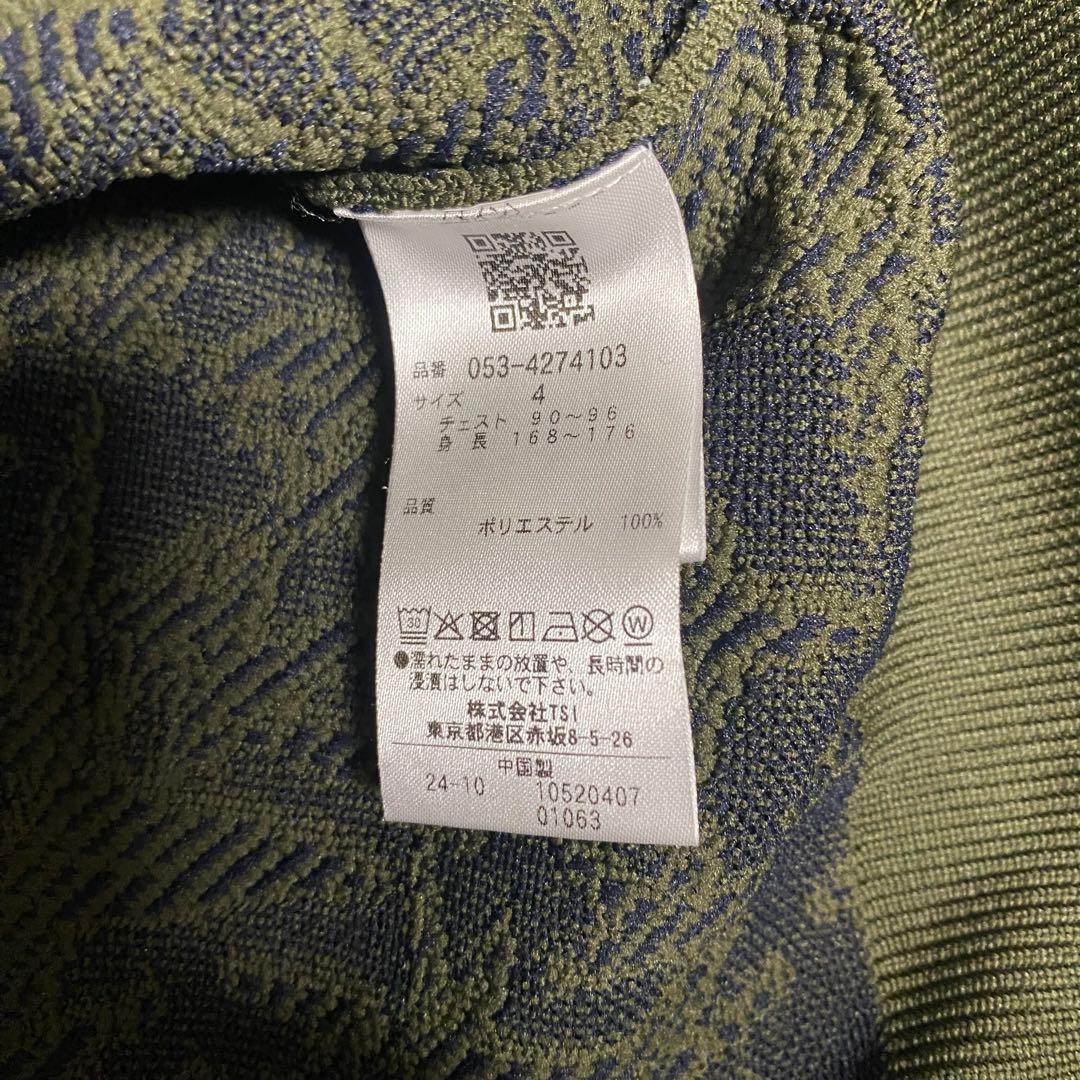 品番 053-4274103
サイズ 4
チェスト 90~96
身長 168~176
品質
ポリエステル 100%
30 W
●濡れたままの放置や、長時間の
浸漬はしないで下さい。
株式会社TSI
東京都港区赤坂8-5-26
中国製
24-10 10520407
01063